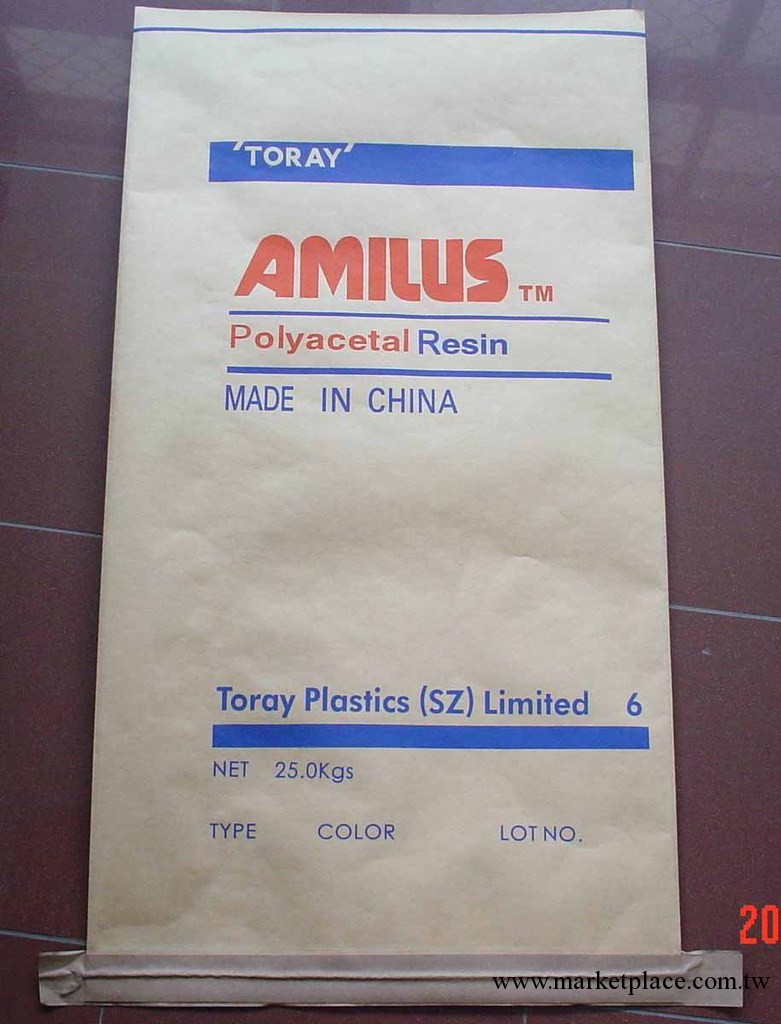 'TORAY'
AMILUS TM
Polyacetal Resin
MADE IN CHINA
Toray Plastics (SZ) Limited 6
NET 25.0Kgs
TYPE COLOR LOT NO.
20
www.marketplace.com.tw